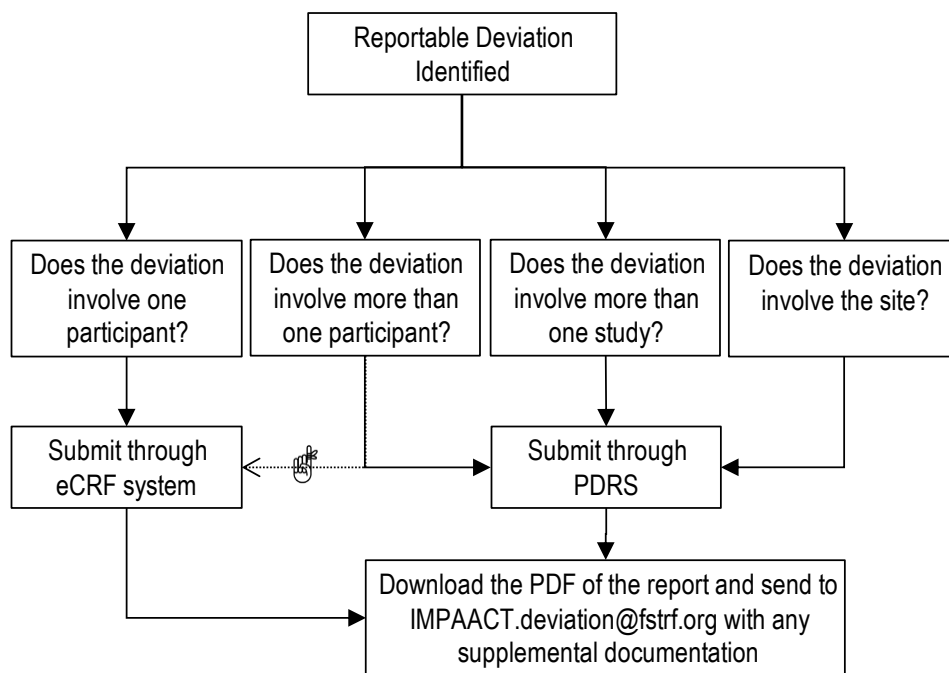 Reportable Deviation
Identified
Does the deviation
involve one
participant?
Does the deviation
involve more than
one participant?
Does the deviation
involve more than
one study?
Does the deviation
involve the site?
Submit through
eCRF system
Submit through
PDRS
Download the PDF of the report and send to
IMPAACT.deviation@fstrf.org with any
supplemental documentation